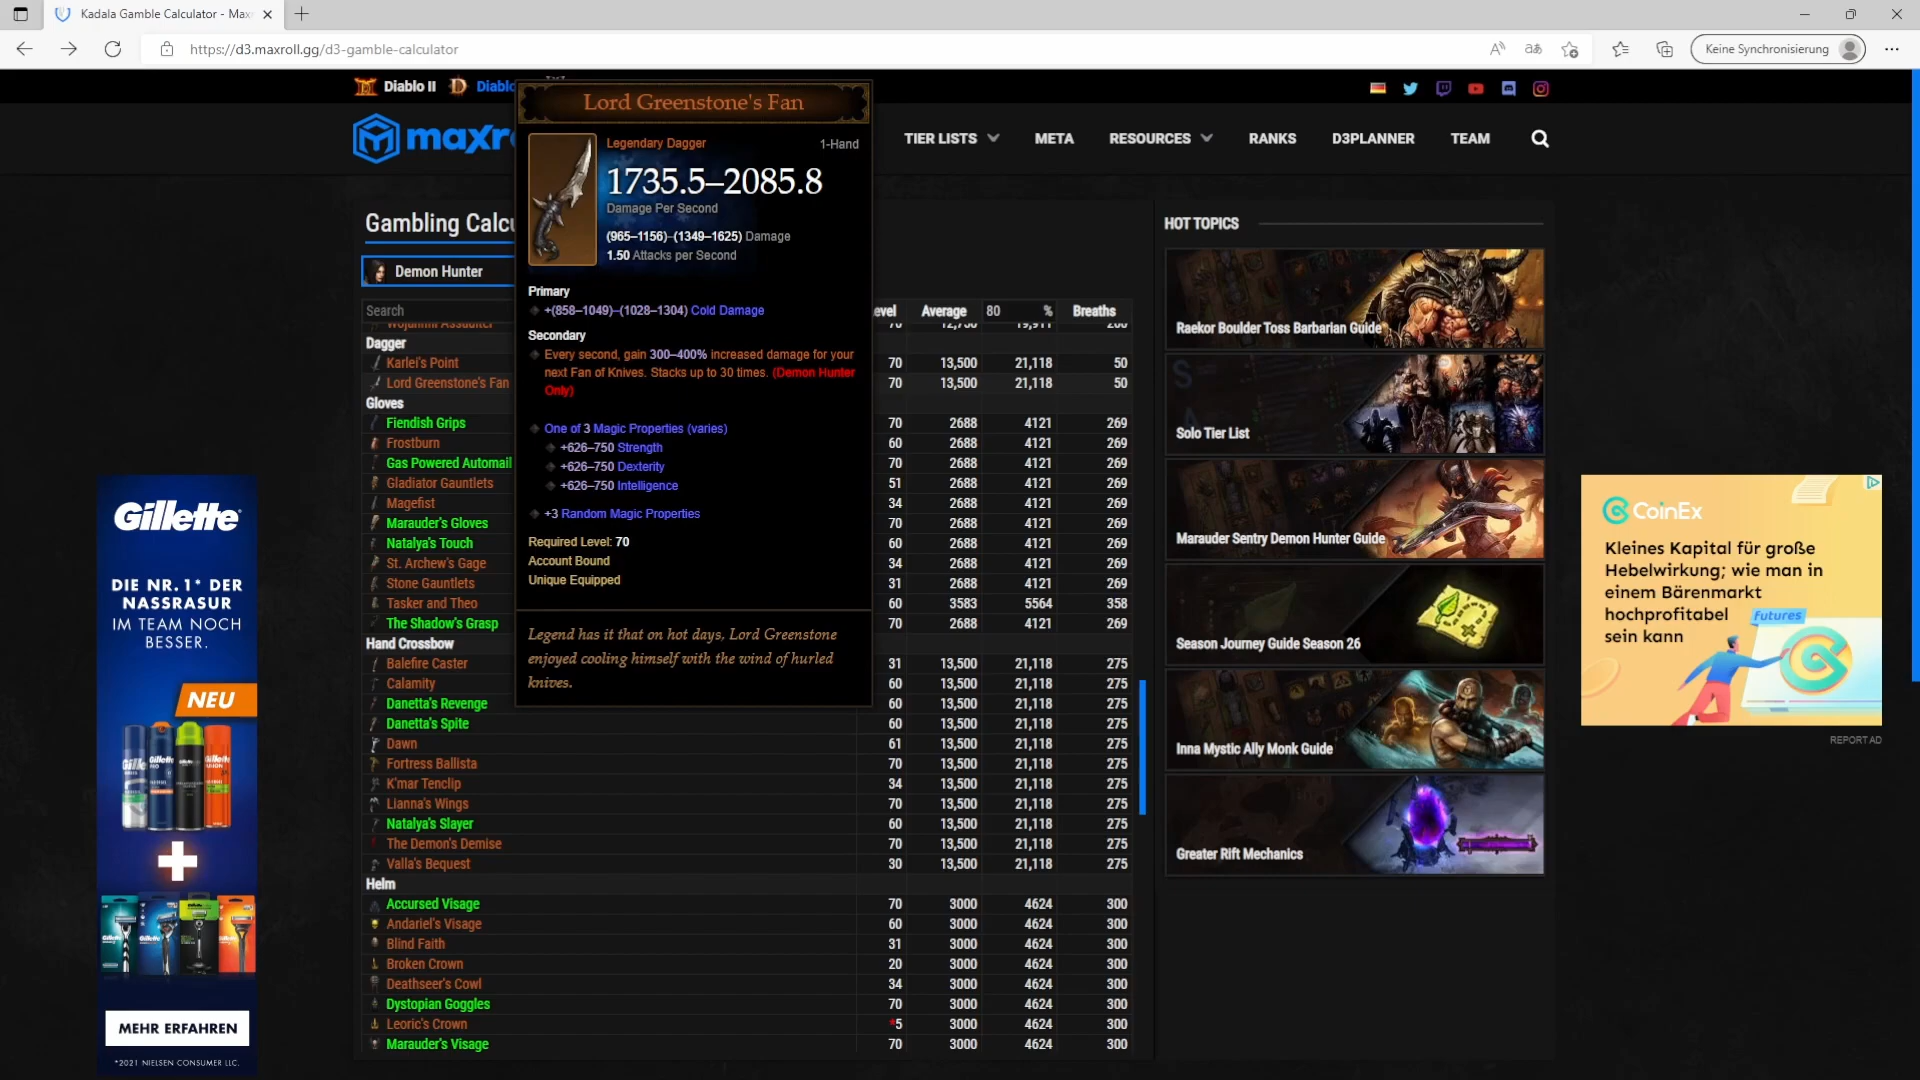 Kadala Gamble Calculator - Max
https://d3.maxroll.gg/d3-gamble-calculator
Keine Synchronisierung
Diablo II
Diablo
maxr
TIER LISTS
META
RESOURCES
RANKS
D3PLANNER
TEAM
Gambling Calcu
Demon Hunter
Search
evel Average 80 % Breaths
Wojahnni Assaulter 70 12,750 19,911 260
Dagger
Karlei's Point 70 13,500 21,118 50
Lord Greenstone's Fan 70 13,500 21,118 50
Gloves
Fiendish Grips 70 2688 4121 269
Frostburn 60 2688 4121 269
Gas Powered Automail 70 2688 4121 269
Gladiator Gauntlets 51 2688 4121 269
Magefist 34 2688 4121 269
Marauder's Gloves 70 2688 4121 269
Natalya's Touch 60 2688 4121 269
St. Archew's Gage 34 2688 4121 269
Stone Gauntlets 31 2688 4121 269
Tasker and Theo 60 3583 5564 358
The Shadow's Grasp 70 2688 4121 269
Hand Crossbow
Balefire Caster 31 13,500 21,118 275
Calamity 60 13,500 21,118 275
Danetta's Revenge 60 13,500 21,118 275
Danetta's Spite 60 13,500 21,118 275
Dawn 61 13,500 21,118 275
Fortress Ballista 70 13,500 21,118 275
K'mar Tenclip 34 13,500 21,118 275
Lianna's Wings 70 13,500 21,118 275
Natalya's Slayer 60 13,500 21,118 275
The Demon's Demise 70 13,500 21,118 275
Valla's Bequest 30 13,500 21,118 275
Helm
Accursed Visage 70 3000 4624 300
Andariel's Visage 60 3000 4624 300
Blind Faith 31 3000 4624 300
Broken Crown 20 3000 4624 300
Deathseer's Cowl 34 3000 4624 300
Dystopian Goggles 70 3000 4624 300
Leoric's Crown *5 3000 4624 300
Marauder's Visage 70 3000 4624 300
Lord Greenstone's Fan
Legendary Dagger 1-Hand
1735.5–2085.8
Damage Per Second
(965–1156)–(1349–1625) Damage
1.50 Attacks per Second
Primary
+(858–1049)–(1028–1304) Cold Damage
Secondary
Every second, gain 300–400% increased damage for your
next Fan of Knives. Stacks up to 30 times. (Demon Hunter
Only)
One of 3 Magic Properties (varies)
+626–750 Strength
+626–750 Dexterity
+626–750 Intelligence
+3 Random Magic Properties
Required Level: 70
Account Bound
Unique Equipped
Legend has it that on hot days, Lord Greenstone
enjoyed cooling himself with the wind of hurled
knives.
HOT TOPICS
Raekor Boulder Toss Barbarian Guide
S
A
Solo Tier List
Marauder Sentry Demon Hunter Guide
Season Journey Guide Season 26
Inna Mystic Ally Monk Guide
Greater Rift Mechanics
Gillette
DIE NR.1* DER
NASSRASUR
IM TEAM NOCH
BESSER.
NEU
MEHR ERFAHREN
*2021 NIELSEN CONSUMER LLC.
CoinEx
Kleines Kapital für große
Hebelwirkung; wie man in
einem Bärenmarkt
hochprofitabel
sein kann
Futures
REPORT AD